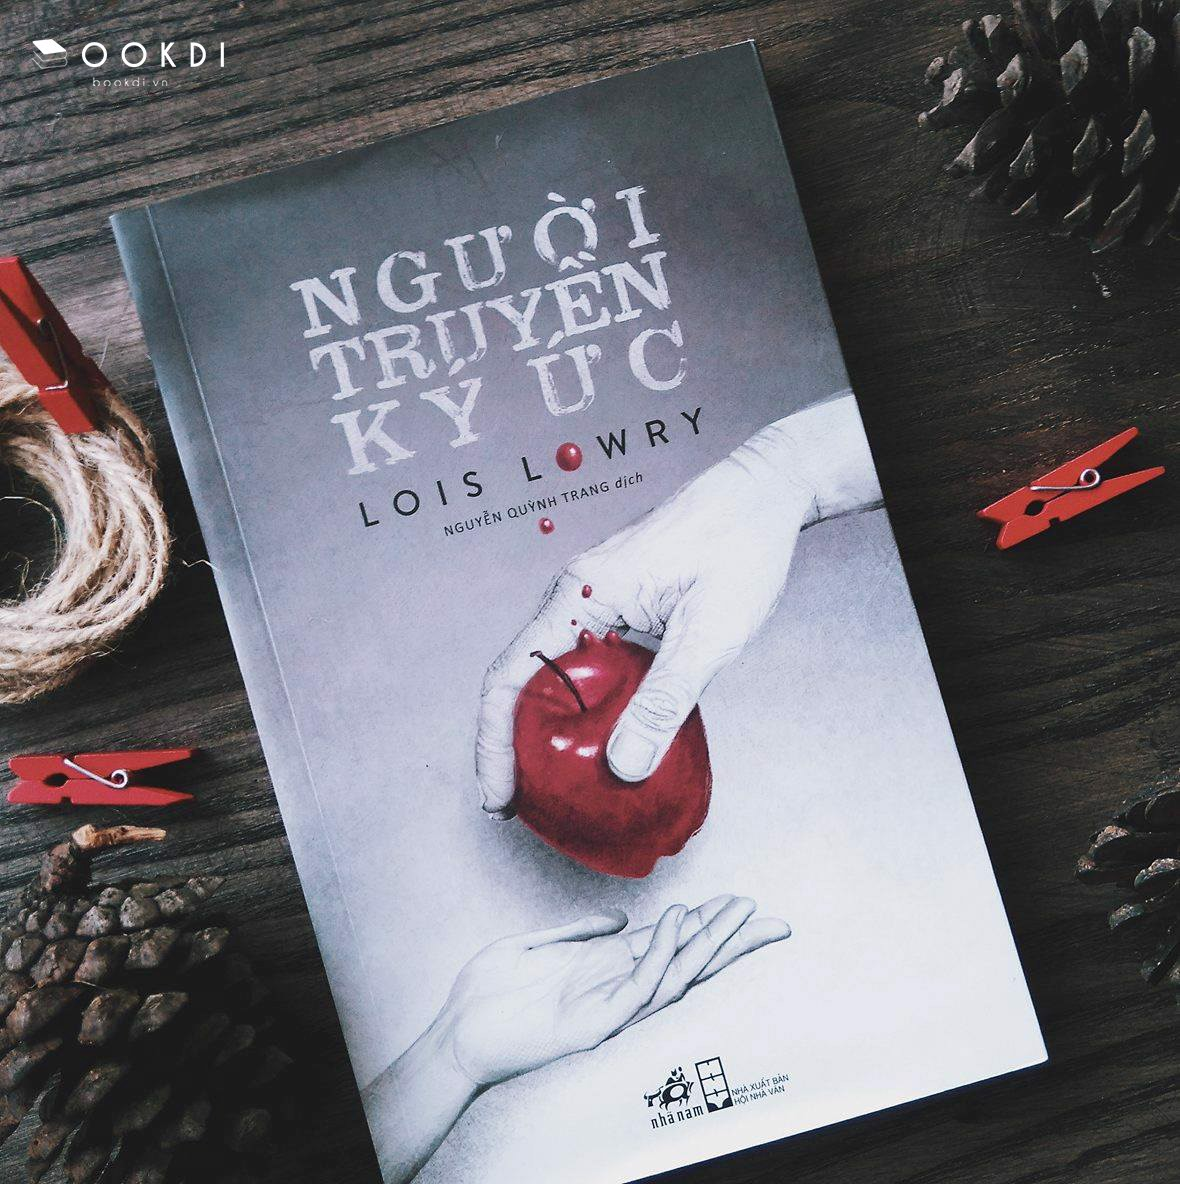 OOKDI
bookdi.vn
NGƯỜI
TRUYỀN
KÝ ỨC
LOIS LOWRY
NGUYỄN QUỲNH TRANG dịch
nhã nam
NHÀ XUẤT BẢN
HỘI NHÀ VĂN